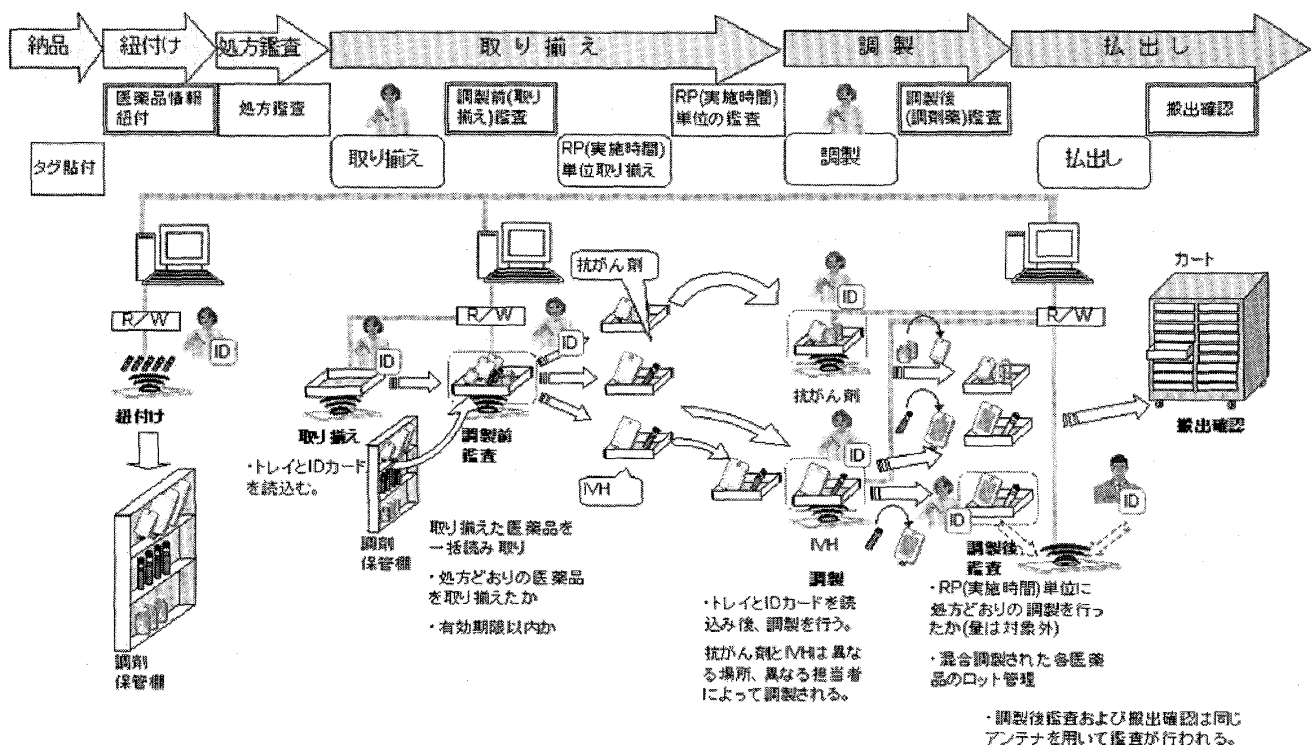 納品
紐付け
処方鑑査
取り揃え
調製
払出し
医薬品情報
紐付
処方鑑査
調製前(取り
揃え)鑑査
RP(実施時間)
単位の鑑査
調製後
(調剤薬)鑑査
搬出確認
タグ貼付
取り揃え
RP(実施時間)
単位取り揃え
調製
払出し
抗がん剤
カート
R/W
ID
R/W
ID
ID
ID
R/W
紐付け
取り揃え
調製前
鑑査
抗がん剤
ID
ID
ID
搬出確認
・トレイとIDカード
を読込む。
IVH
IVH
調剤
保管棚
調剤
保管棚
取り揃えた医薬品を
一括読み取り
・処方どおりの医薬品
を取り揃えたか
・有効期限以内か
調製
・トレイとIDカードを読
込み後、調製を行う。
抗がん剤とIVHは異な
る場所、異なる担当者
によって調製される。
調製後
鑑査
・RP(実施時間)単位に
処方どおりの調製を行っ
たか(量は対象外)
・混合調製された各医薬
品のロット管理
・調製後鑑査および搬出確認は同じ
アンテナを用いて鑑査が行われる。